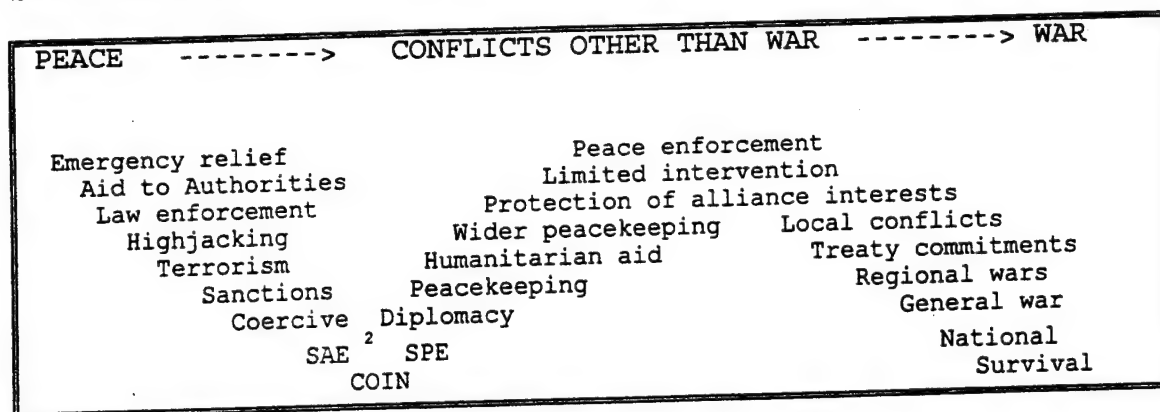 PEACE --------> CONFLICTS OTHER THAN WAR --------> WAR
Emergency relief Peace enforcement
Aid to Authorities Limited intervention
Law enforcement Protection of alliance interests
Highjacking Wider peacekeeping Local conflicts
Terrorism Humanitarian aid Treaty commitments
Sanctions Peacekeeping Regional wars
Coercive Diplomacy General war
SAE 2 SPE National
COIN Survival